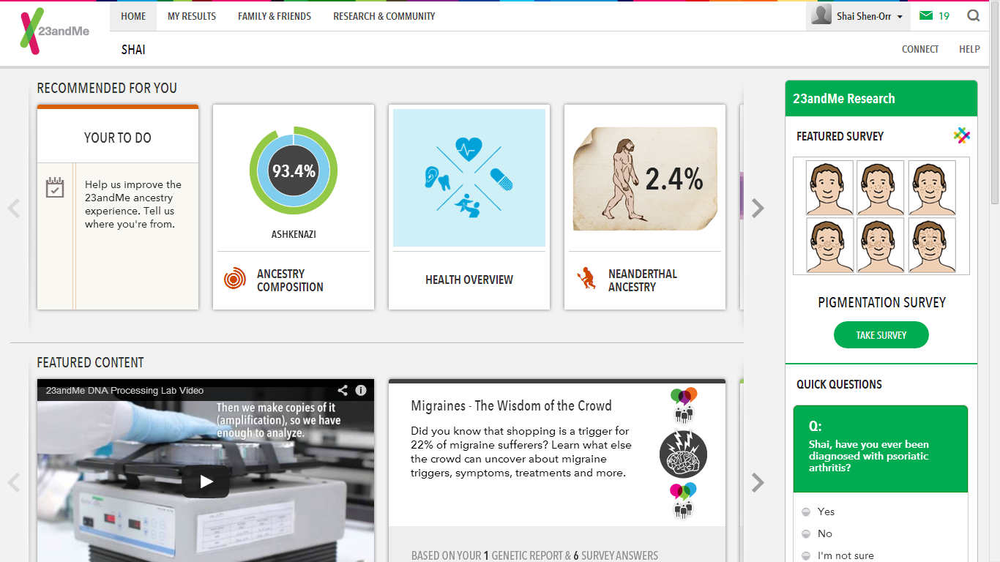 23andMe
HOME
MY RESULTS
FAMILY & FRIENDS
RESEARCH & COMMUNITY
Shai Shen-Orr
19
SHAI
CONNECT
HELP
RECOMMENDED FOR YOU
YOUR TO DO
Help us improve the
23andMe ancestry
experience. Tell us
where you're from.
93.4%
ASHKENAZI
ANCESTRY
COMPOSITION
HEALTH OVERVIEW
2.4%
NEANDERTHAL
ANCESTRY
23andMe Research
FEATURED SURVEY
PIGMENTATION SURVEY
TAKE SURVEY
FEATURED CONTENT
23andMe DNA Processing Lab Video
Then we make copies of it
(amplification), so we have
enough to analyze.
Migraines - The Wisdom of the Crowd
Did you know that shopping is a trigger for
22% of migraine sufferers? Learn what else
the crowd can uncover about migraine
triggers, symptoms, treatments and more.
BASED ON YOUR 1 GENETIC REPORT & 6 SURVEY ANSWERS
QUICK QUESTIONS
Q:
Shai, have you ever been
diagnosed with psoriatic
arthritis?
Yes
No
I'm not sure